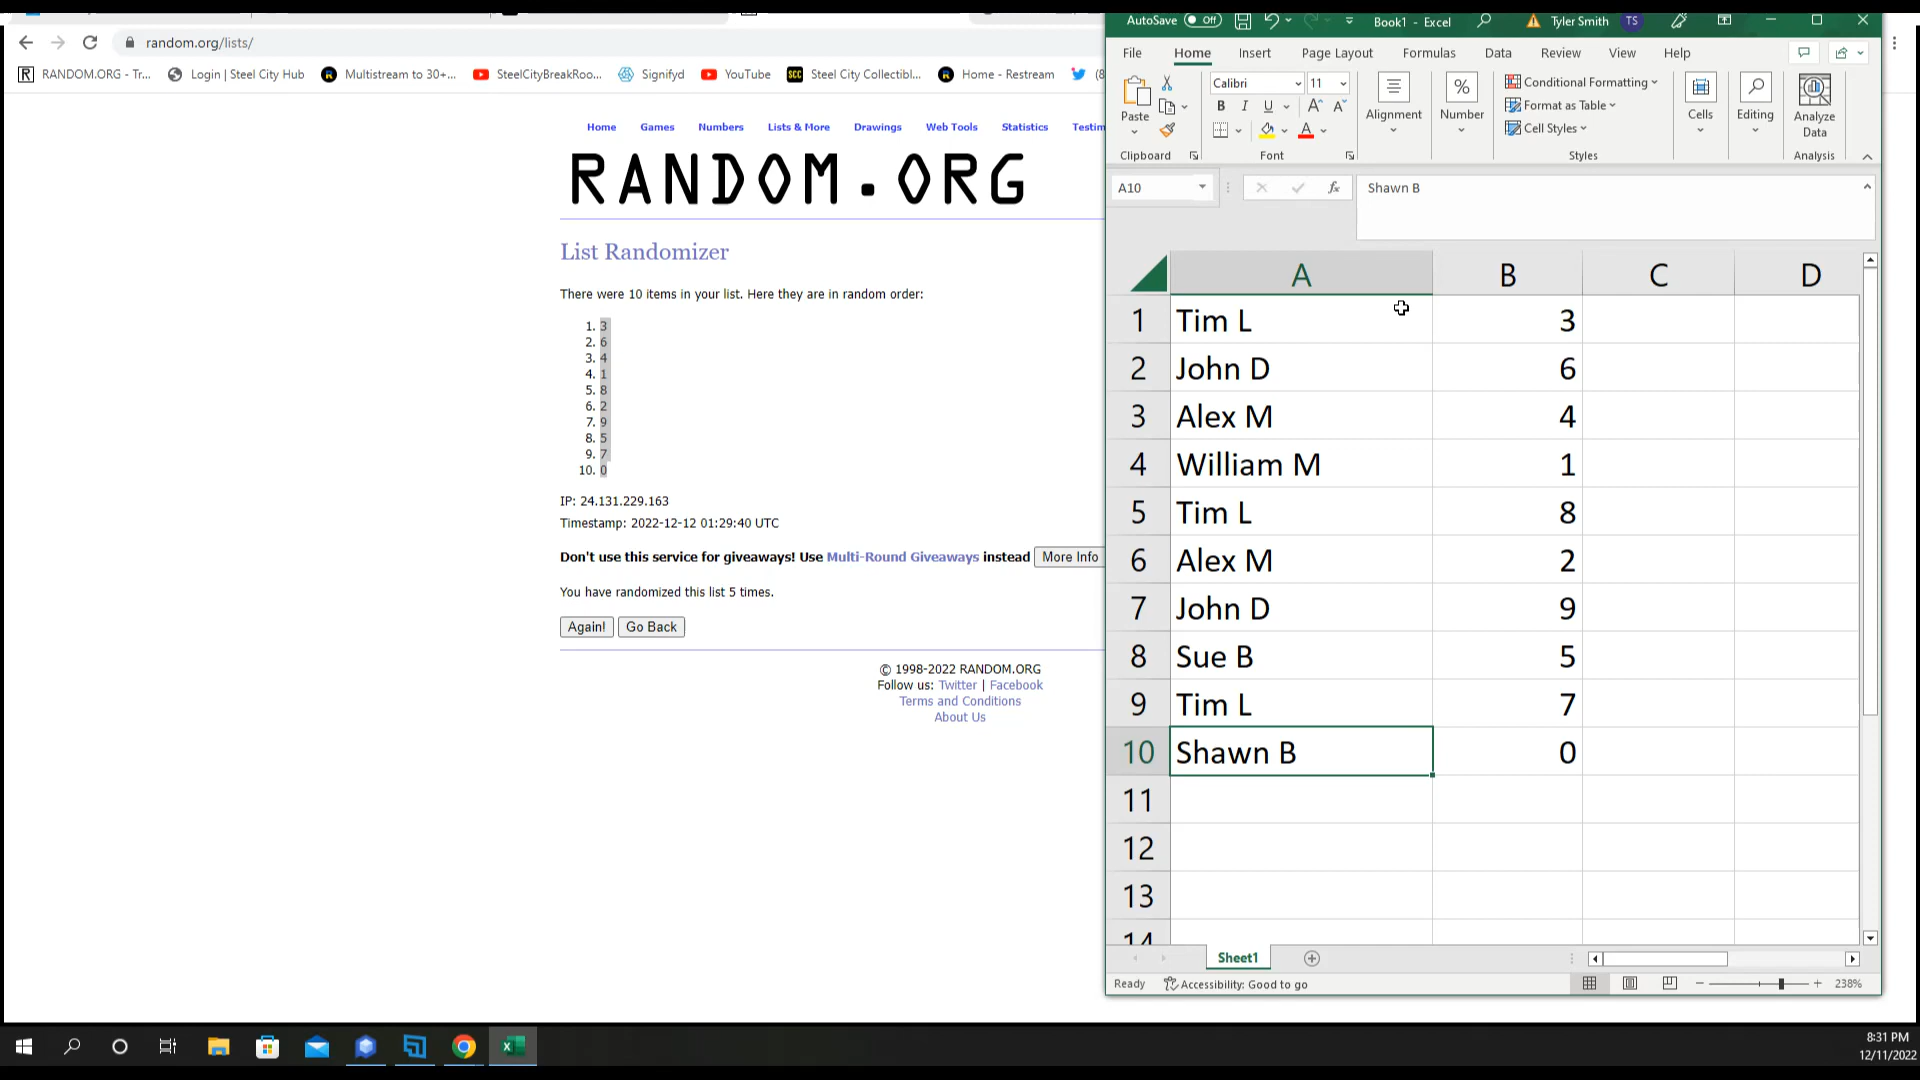 random.org/lists/
RANDOM.ORG - Tr...
Login | Steel City Hub
Multistream to 30+...
SteelCityBreakRoo...
Signifyd
YouTube
Steel City Collectibl...
Home - Restream
(8
Home Games Numbers Lists & More Drawings Web Tools Statistics Testim
RANDOM.ORG
List Randomizer
There were 10 items in your list. Here they are in random order:
1. 3
2. 6
3. 4
4. 1
5. 8
6. 2
7. 9
8. 5
9. 7
10. 0
IP: 24.131.229.163
Timestamp: 2022-12-12 01:29:40 UTC
Don't use this service for giveaways! Use Multi-Round Giveaways instead More Info
You have randomized this list 5 times.
Again! Go Back
© 1998-2022 RANDOM.ORG
Follow us: Twitter | Facebook
Terms and Conditions
About Us
AutoSave Off Book1 - Excel Tyler Smith TS
File Home Insert Page Layout Formulas Data Review View Help
Paste
Calibri 11
B I U
Alignment
Number
Conditional Formatting
Format as Table
Cell Styles
Cells
Editing
Analyze
Data
Clipboard Font Styles Analysis
A10 fx Shawn B
A B C D
1 Tim L 3
2 John D 6
3 Alex M 4
4 William M 1
5 Tim L 8
6 Alex M 2
7 John D 9
8 Sue B 5
9 Tim L 7
10 Shawn B 0
11
12
13
14
Sheet1
Ready Accessibility: Good to go 238%
8:31 PM
12/11/2022